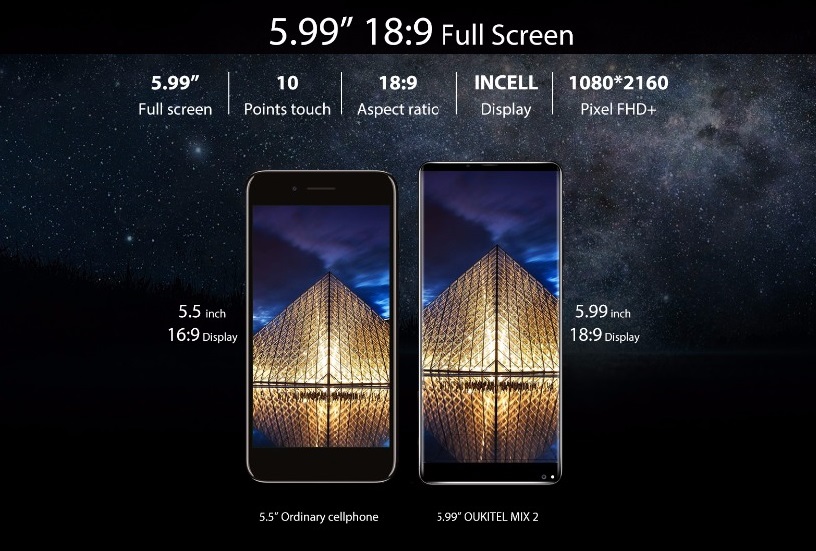 5.99” 18:9 Full Screen
5.99” 10 18:9 INCELL 1080*2160
Full screen Points touch Aspect ratio Display Pixel FHD+
5.5 inch
16:9 Display
5.99 inch
18:9 Display
5.5” Ordinary cellphone
5.99” OUKITEL MIX 2